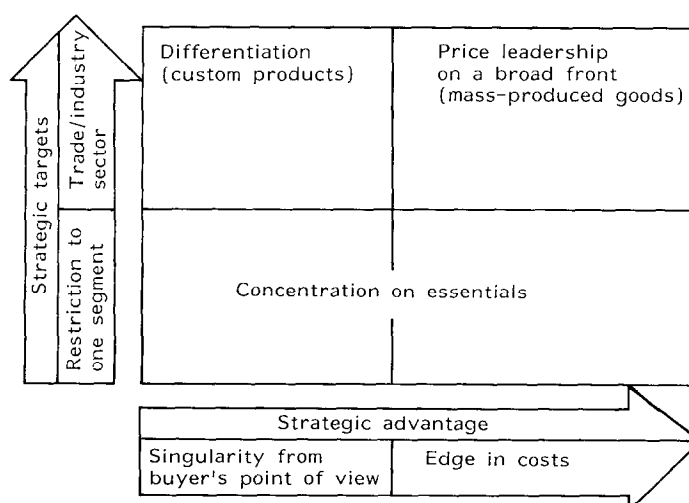 Differentiation
(custom products)
Price leadership
on a broad front
(mass-produced goods)
Strategic targets
Trade/industry
sector
Restriction to
one segment
Concentration on essentials
Strategic advantage
Singularity from
buyer's point of view
Edge in costs